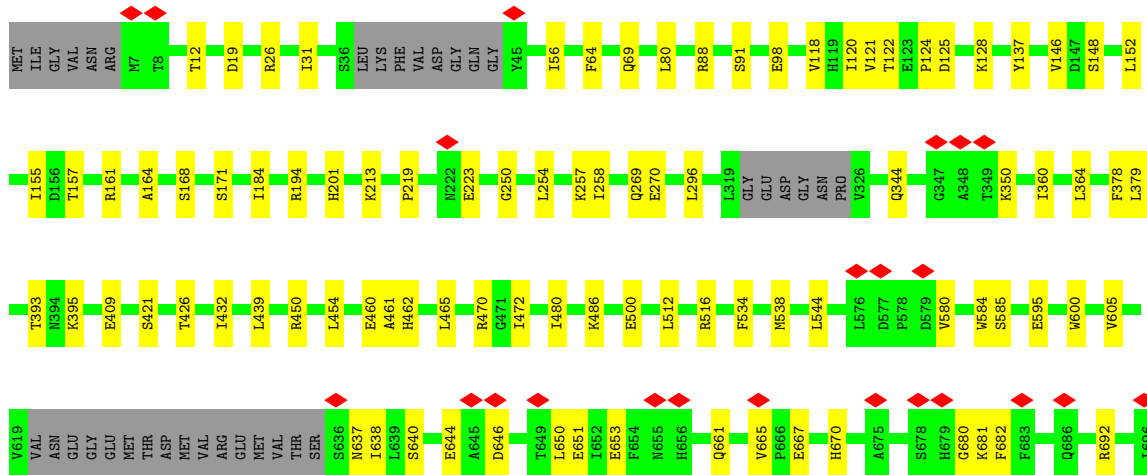 MET ILE GLY VAL ASN ARG M7 T8 T12 D19 R26 I31 S36 LEU LYS PHE VAL ASP GLY GLN GLY Y45 I56 F64 Q69 L80 R88 S91 E98 V118 H119 I120 V121 T122 E123 P124 D125 K128 Y137 V146 D147 S148 L152
I155 D156 T157 R161 A164 S168 S171 I184 R194 H201 K213 P219 N222 E223 G250 L254 K257 I258 Q269 E270 L296 L319 GLY GLU ASP GLY ASN PRO V326 Q344 G347 A348 T349 K350 I360 L364 F378 L379
T393 N394 K395 E409 S421 T426 I432 L439 R450 L454 E460 A461 H462 L465 R470 G471 I472 I480 K486 E500 L512 R516 F534 M538 L544 L576 D577 P578 D579 V580 W584 S585 E595 W600 V605
V619 VAL ASN GLU GLY GLU MET THR ASP MET VAL ARG GLU MET VAL THR SER S636 N637 I638 L639 S640 E644 A645 D646 T649 L650 E651 I652 E653 F654 N655 H656 Q661 V665 P666 E667 H670 A675 S678 H679 G680 K681 F682 F683 Q686 R692